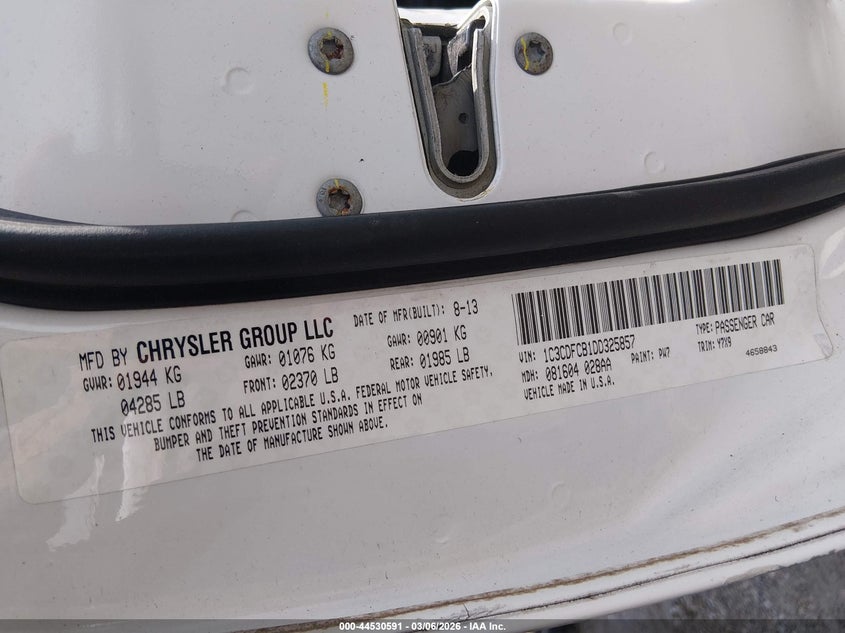 MFD BY CHRYSLER GROUP LLC
DATE OF MFR(BUILT): 8-13
GVWR: 01944 KG
GAWR: 01076 KG
GAWR: 00901 KG
04285 LB
FRONT: 02370 LB
REAR: 01985 LB
THIS VEHICLE CONFORMS TO ALL APPLICABLE U.S.A. FEDERAL MOTOR VEHICLE SAFETY,
BUMPER AND THEFT PREVENTION STANDARDS IN EFFECT ON
THE DATE OF MANUFACTURE SHOWN ABOVE.
VIN: 1C3CDFCB1DD325857
TYPE: PASSENGER CAR
MDH: 081604 028AA
PAINT: PW7
TRIM: Y7X9
VEHICLE MADE IN U.S.A.
4658843
000-44530591 - 03/06/2026 - IAA Inc.